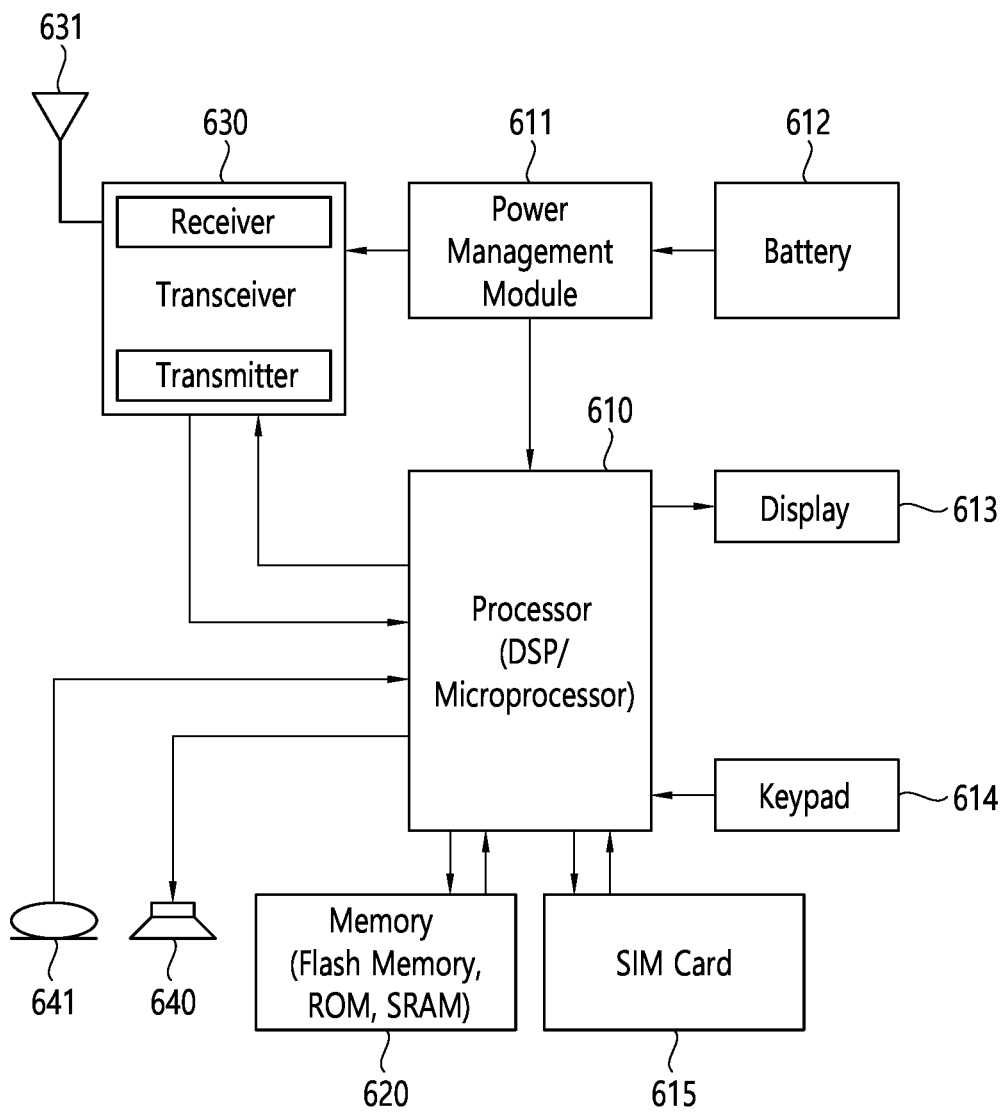 631
630
611
612
Receiver
Transceiver
Transmitter
Power
Management
Module
Battery
610
Display
613
Processor
(DSP/
Microprocessor)
Keypad
614
641
640
Memory
(Flash Memory,
ROM, SRAM)
SIM Card
620
615